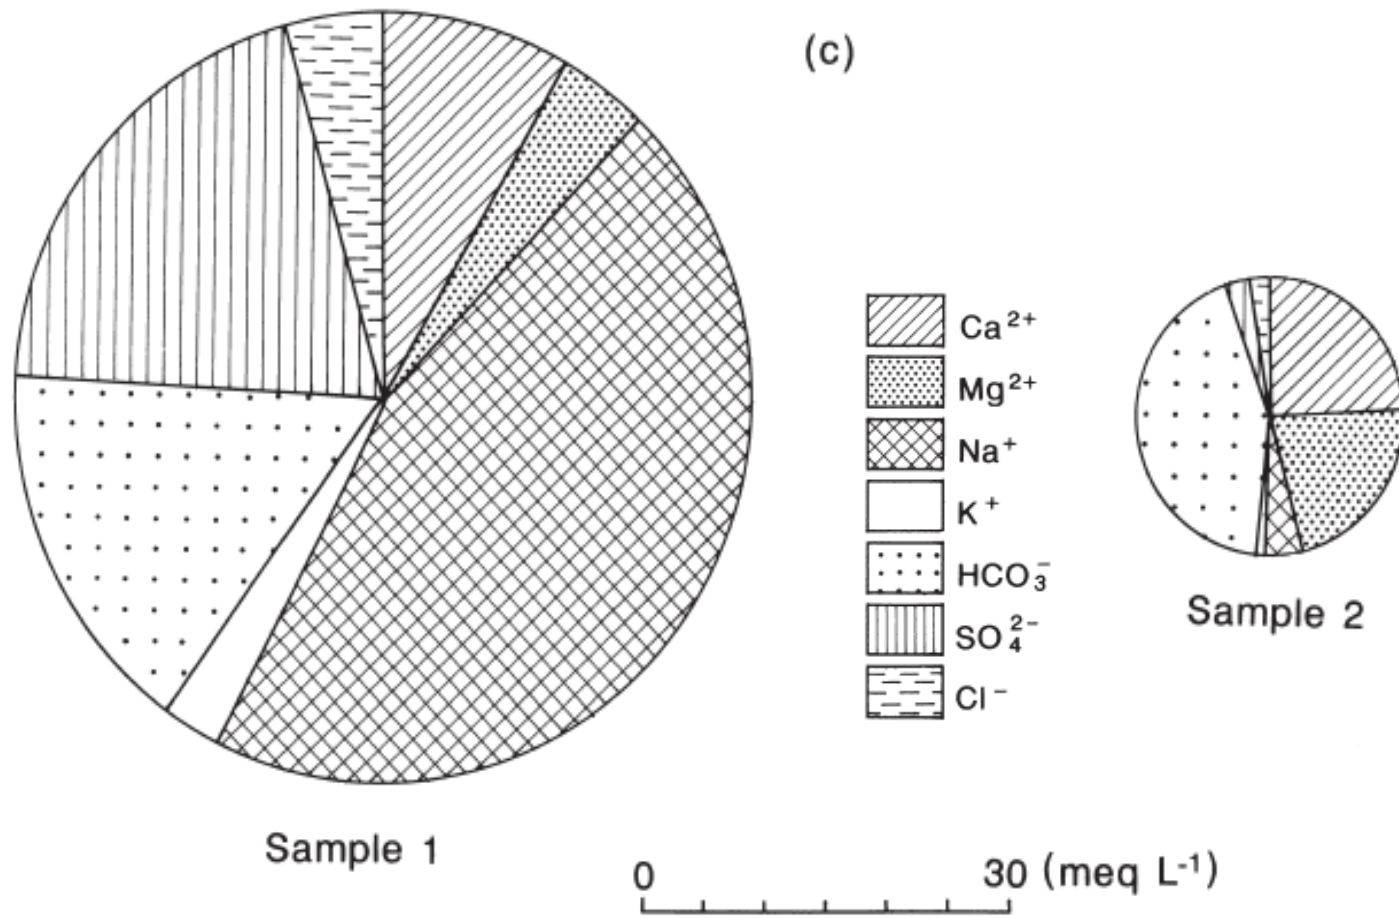 (c)
Ca²⁺
Mg²⁺
Na⁺
K⁺
HCO₃⁻
SO₄²⁻
Cl⁻
Sample 2
Sample 1
0 30 (meq L⁻¹)